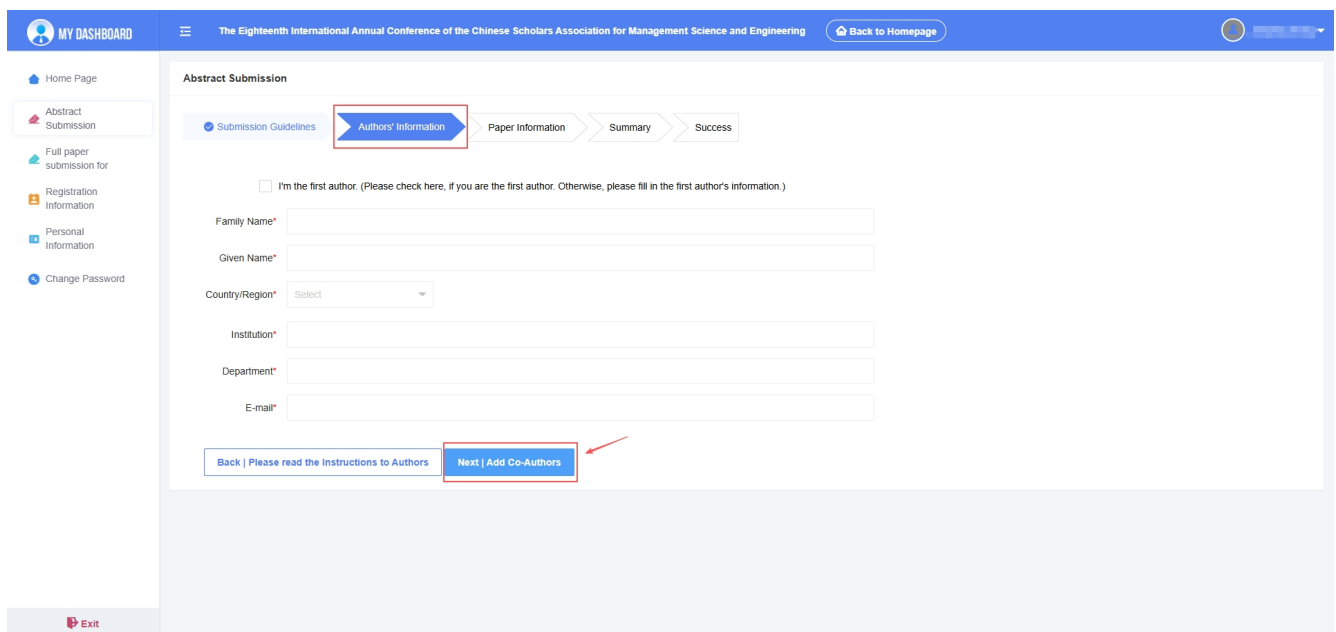 MY DASHBOARD
The Eighteenth International Annual Conference of the Chinese Scholars Association for Management Science and Engineering
Back to Homepage
Home Page
Abstract
Submission
Full paper
submission for
Registration
Information
Personal
Information
Change Password
Exit
Abstract Submission
Submission Guidelines
Authors' Information
Paper Information
Summary
Success
I'm the first author. (Please check here, if you are the first author. Otherwise, please fill in the first author's information.)
Family Name*
Given Name*
Country/Region*
Select
Institution*
Department*
E-mail*
Back | Please read the Instructions to Authors
Next | Add Co-Authors